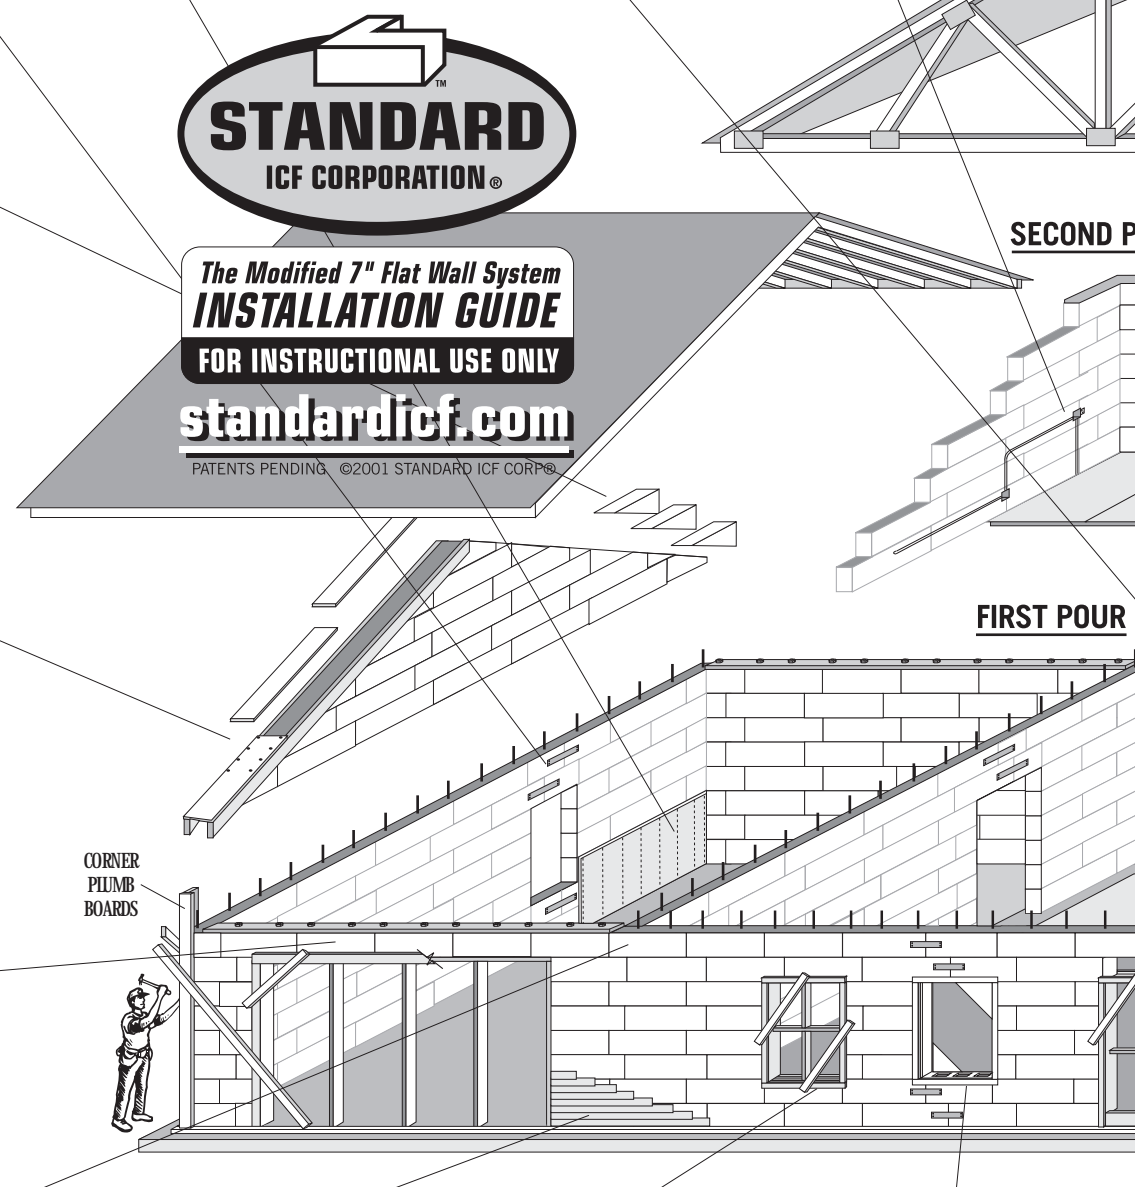 STANDARD
ICF CORPORATION®
™
The Modified 7" Flat Wall System
INSTALLATION GUIDE
FOR INSTRUCTIONAL USE ONLY
standardicf.com
PATENTS PENDING ©2001 STANDARD ICF CORP®
SECOND P
FIRST POUR
CORNER
PLUMB
BOARDS